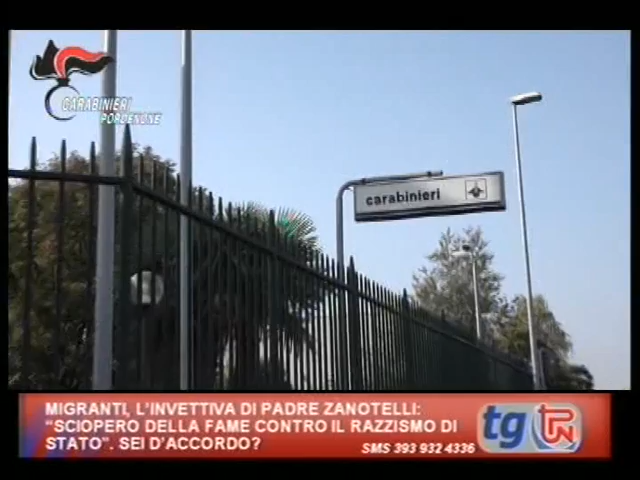 CARABINIERI
PORDENONE
carabinieri
MIGRANTI, L'INVETTIVA DI PADRE ZANOTELLI:
"SCIOPERO DELLA FAME CONTRO IL RAZZISMO DI
STATO". SEI D'ACCORDO?
SMS 393 932 4336
tg TPN